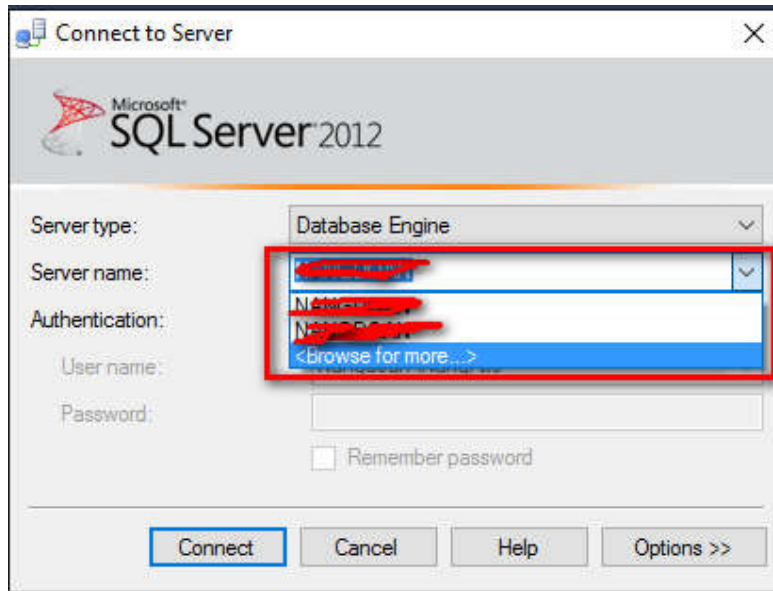 Connect to Server
Microsoft®
SQL Server® 2012
Server type:
Database Engine
Server name:
Authentication:
<Browse for more...>
User name:
Password:
Remember password
Connect
Cancel
Help
Options >>